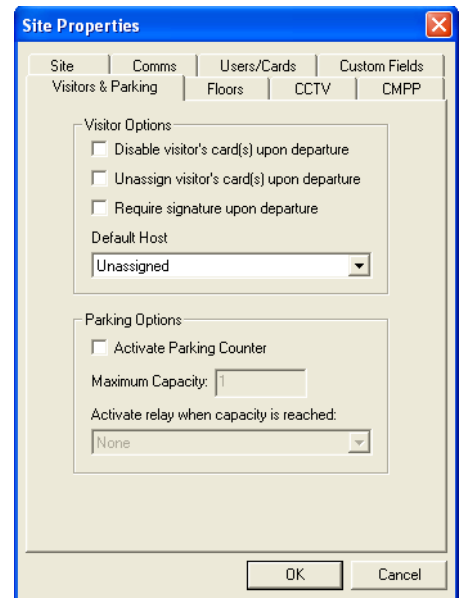 Site Properties
Site Comms Users/Cards Custom Fields
Visitors & Parking Floors CCTV CMPP
Visitor Options
Disable visitor's card(s) upon departure
Unassign visitor's card(s) upon departure
Require signature upon departure
Default Host
Unassigned
Parking Options
Activate Parking Counter
Maximum Capacity: 1
Activate relay when capacity is reached:
None
OK Cancel